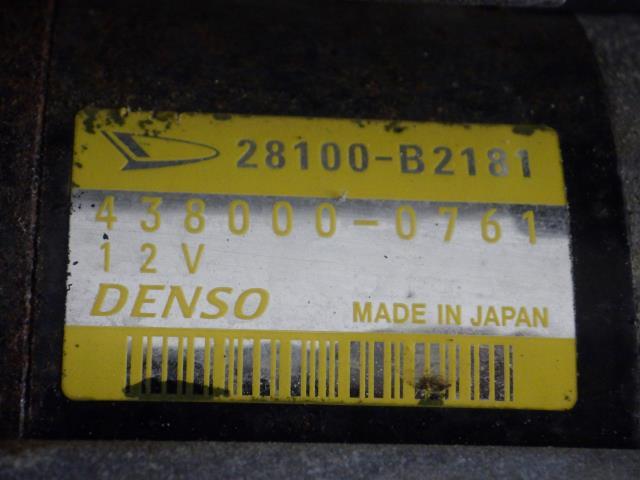 28100-B2181
438000-0761
12V
DENSO MADE IN JAPAN